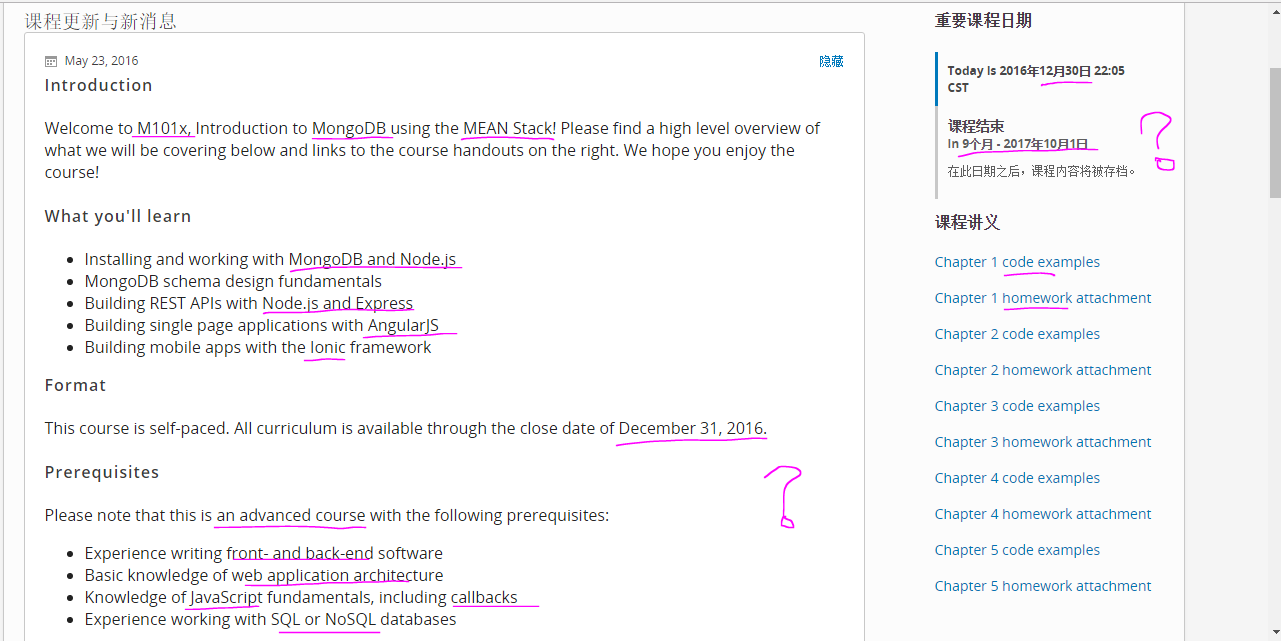 课程更新与新消息
May 23, 2016
隐藏
Introduction
Welcome to M101x, Introduction to MongoDB using the MEAN Stack! Please find a high level overview of
what we will be covering below and links to the course handouts on the right. We hope you enjoy the
course!
What you'll learn
Installing and working with MongoDB and Node.js
MongoDB schema design fundamentals
Building REST APIs with Node.js and Express
Building single page applications with AngularJS
Building mobile apps with the Ionic framework
Format
This course is self-paced. All curriculum is available through the close date of December 31, 2016.
?
Prerequisites
Please note that this is an advanced course with the following prerequisites:
Experience writing front- and back-end software
Basic knowledge of web application architecture
Knowledge of JavaScript fundamentals, including callbacks
Experience working with SQL or NoSQL databases
重要课程日期
Today is 2016年12月30日 22:05
CST
课程结束
In 9个月 - 2017年10月1日
?
在此日期之后，课程内容将被存档。
课程讲义
Chapter 1 code examples
Chapter 1 homework attachment
Chapter 2 code examples
Chapter 2 homework attachment
Chapter 3 code examples
Chapter 3 homework attachment
Chapter 4 code examples
Chapter 4 homework attachment
Chapter 5 code examples
Chapter 5 homework attachment